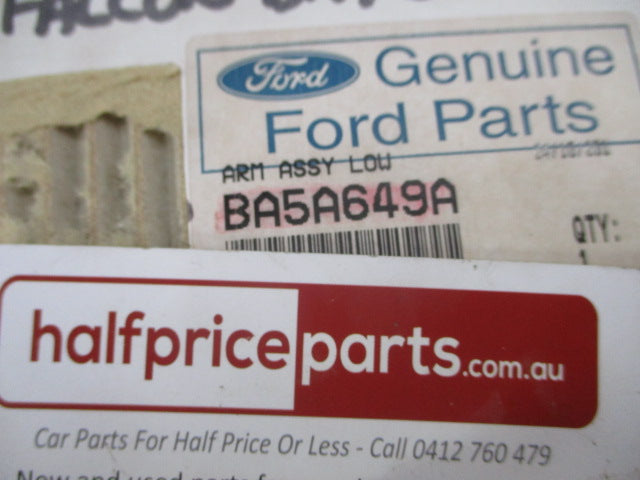 Ford Genuine
Ford Parts
ARM ASSY LOW
BA5A649A
QTY:
1
halfpriceparts.com.au
Car Parts For Half Price Or Less - Call 0412 760 479